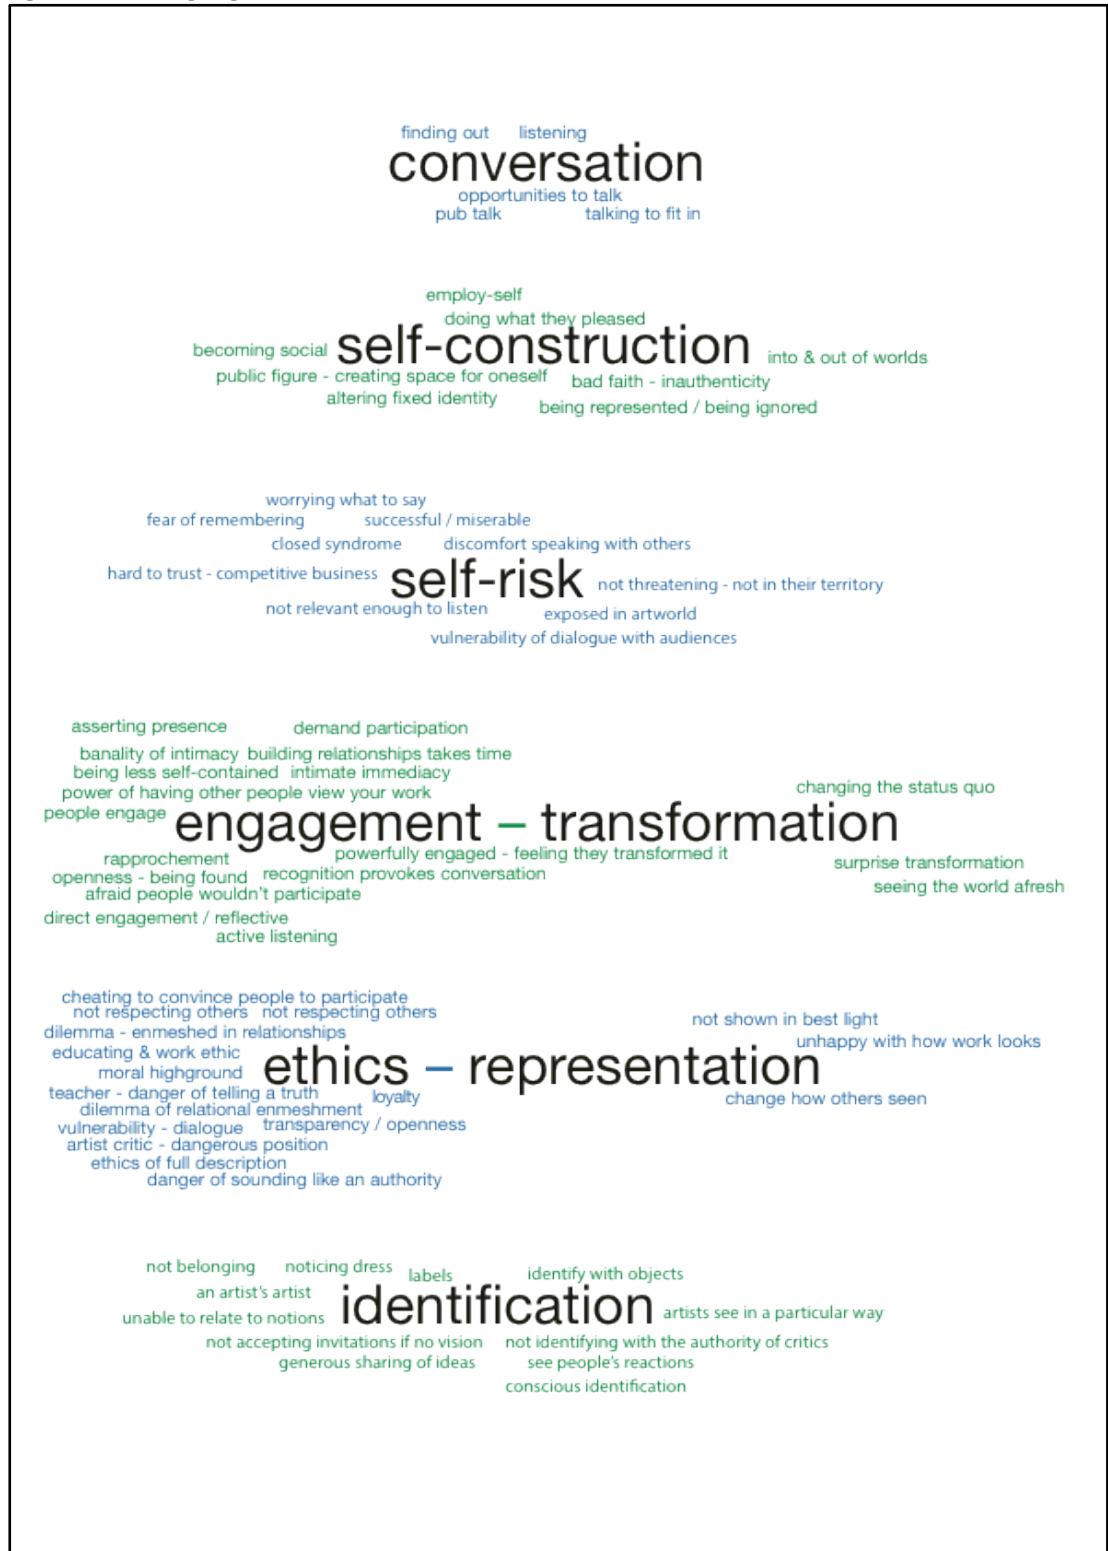 finding out listening
conversation
opportunities to talk
pub talk talking to fit in
employ-self
doing what they pleased
becoming social self-construction into & out of worlds
public figure - creating space for oneself bad faith - inauthenticity
altering fixed identity being represented / being ignored
worrying what to say
fear of remembering successful / miserable
closed syndrome discomfort speaking with others
hard to trust - competitive business self-risk not threatening - not in their territory
not relevant enough to listen exposed in artworld
vulnerability of dialogue with audiences
asserting presence demand participation
banality of intimacy building relationships takes time
being less self-contained intimate immediacy
power of having other people view your work changing the status quo
people engage engagement – transformation
rapprochement powerfully engaged - feeling they transformed it surprise transformation
openness - being found recognition provokes conversation seeing the world afresh
afraid people wouldn't participate
direct engagement / reflective
active listening
cheating to convince people to participate
not respecting others not respecting others not shown in best light
dilemma - enmeshed in relationships unhappy with how work looks
educating & work ethic ethics – representation
moral highground
teacher - danger of telling a truth loyalty change how others seen
dilemma of relational enmeshment
vulnerability - dialogue transparency / openness
artist critic - dangerous position
ethics of full description
danger of sounding like an authority
not belonging noticing dress labels identify with objects
an artist's artist
unable to relate to notions identification artists see in a particular way
not accepting invitations if no vision not identifying with the authority of critics
generous sharing of ideas see people's reactions
conscious identification